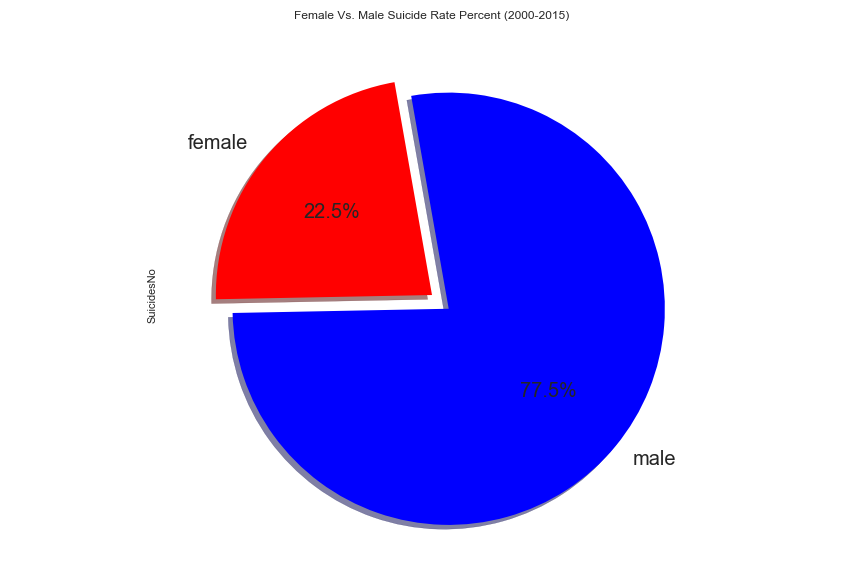 Female Vs. Male Suicide Rate Percent (2000-2015)
female
22.5%
SuicidesNo
77.5%
male